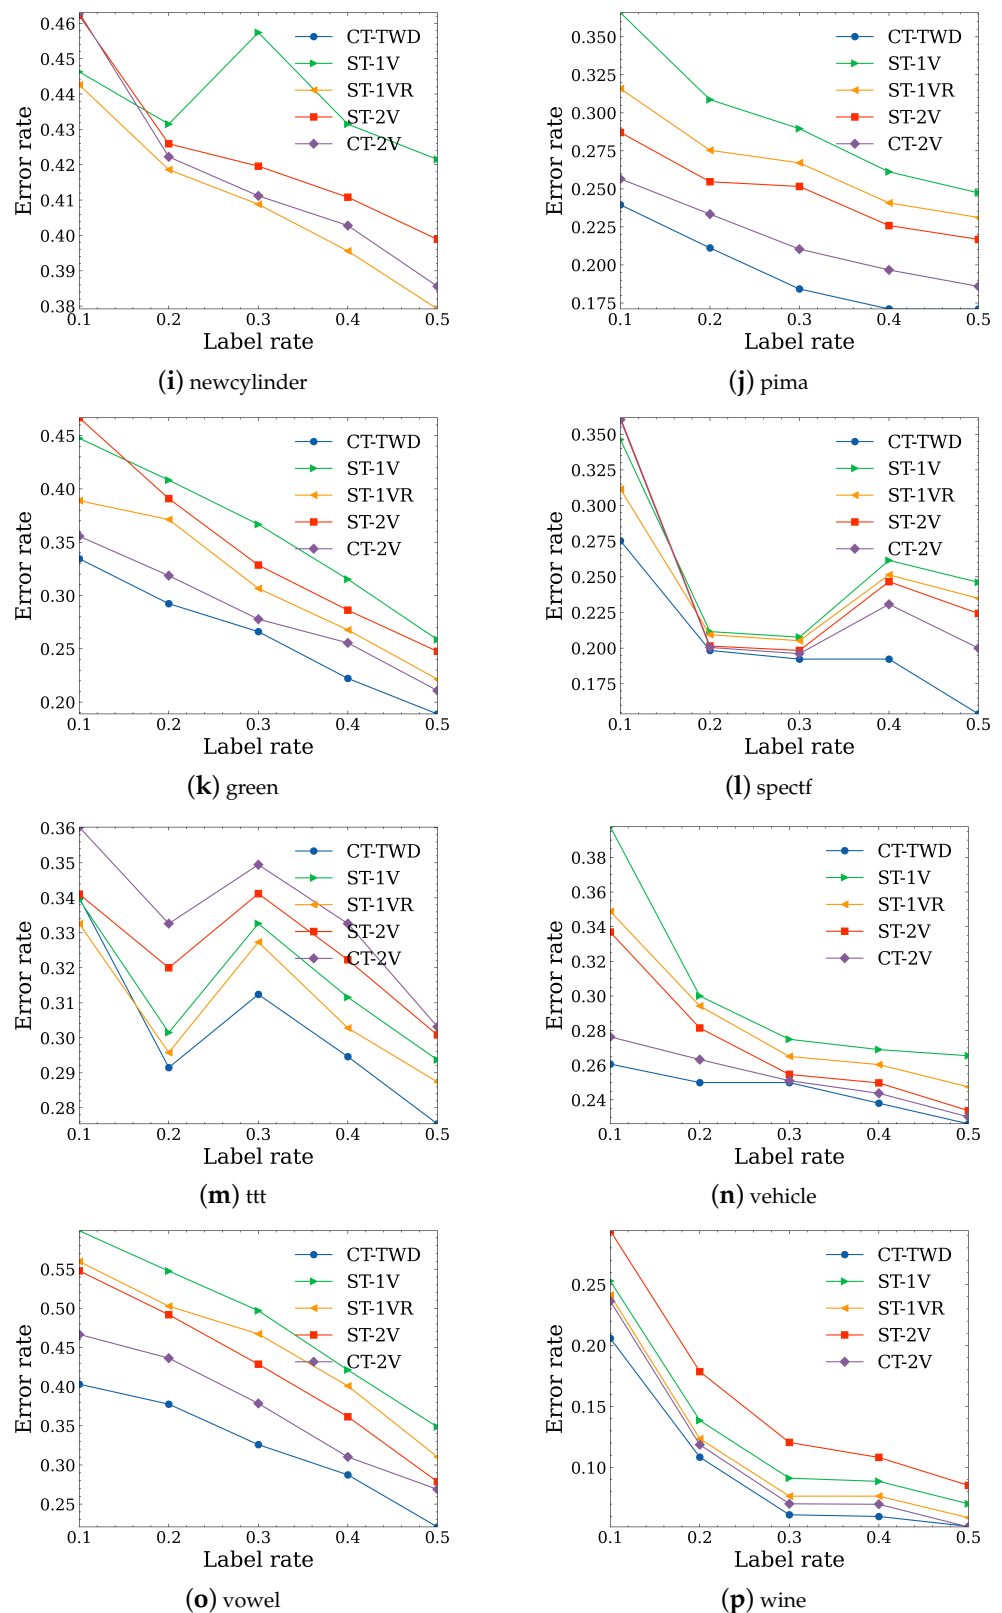 0.46
0.45
0.44
0.43
0.42
0.41
0.40
0.39
0.38
0.1 0.2 0.3 0.4 0.5
Error rate
Label rate
CT-TWD
ST-1V
ST-1VR
ST-2V
CT-2V
(i) newcylinder
0.350
0.325
0.300
0.275
0.250
0.225
0.200
0.175
0.1 0.2 0.3 0.4 0.5
Error rate
Label rate
CT-TWD
ST-1V
ST-1VR
ST-2V
CT-2V
(j) pima
0.45
0.40
0.35
0.30
0.25
0.20
0.1 0.2 0.3 0.4 0.5
Error rate
Label rate
CT-TWD
ST-1V
ST-1VR
ST-2V
CT-2V
(k) green
0.350
0.325
0.300
0.275
0.250
0.225
0.200
0.175
0.1 0.2 0.3 0.4 0.5
Error rate
Label rate
CT-TWD
ST-1V
ST-1VR
ST-2V
CT-2V
(l) spectf
0.36
0.35
0.34
0.33
0.32
0.31
0.30
0.29
0.28
0.1 0.2 0.3 0.4 0.5
Error rate
Label rate
CT-TWD
ST-1V
ST-1VR
ST-2V
CT-2V
(m) ttt
0.38
0.36
0.34
0.32
0.30
0.28
0.26
0.24
0.1 0.2 0.3 0.4 0.5
Error rate
Label rate
CT-TWD
ST-1V
ST-1VR
ST-2V
CT-2V
(n) vehicle
0.55
0.50
0.45
0.40
0.35
0.30
0.25
0.1 0.2 0.3 0.4 0.5
Error rate
Label rate
CT-TWD
ST-1V
ST-1VR
ST-2V
CT-2V
(o) vowel
0.25
0.20
0.15
0.10
0.1 0.2 0.3 0.4 0.5
Error rate
Label rate
CT-TWD
ST-1V
ST-1VR
ST-2V
CT-2V
(p) wine